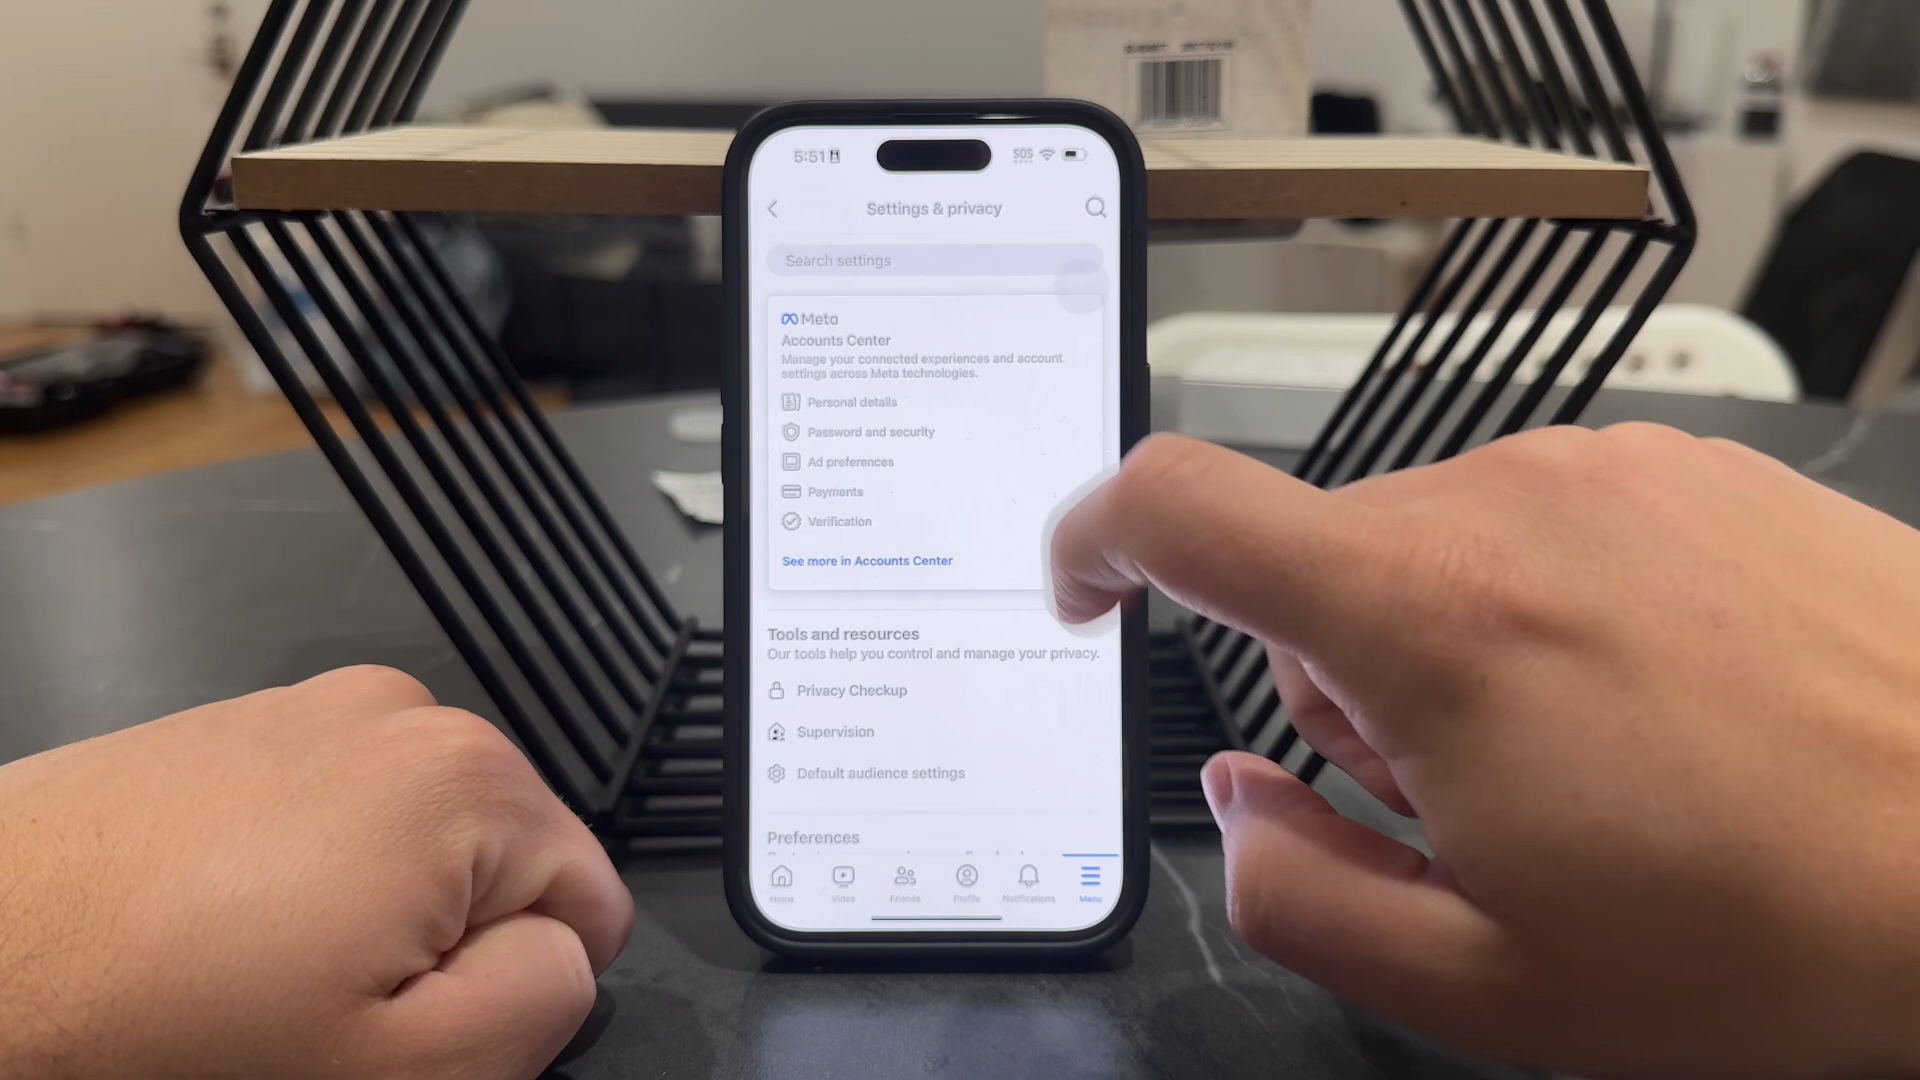 5:51
SOS
Settings & privacy
Search settings
Meta
Accounts Center
Manage your connected experiences and account
settings across Meta technologies.
Personal details
Password and security
Ad preferences
Payments
Verification
See more in Accounts Center
Tools and resources
Our tools help you control and manage your privacy.
Privacy Checkup
Supervision
Default audience settings
Preferences
Home
Video
Friends
Profile
Notifications
Menu